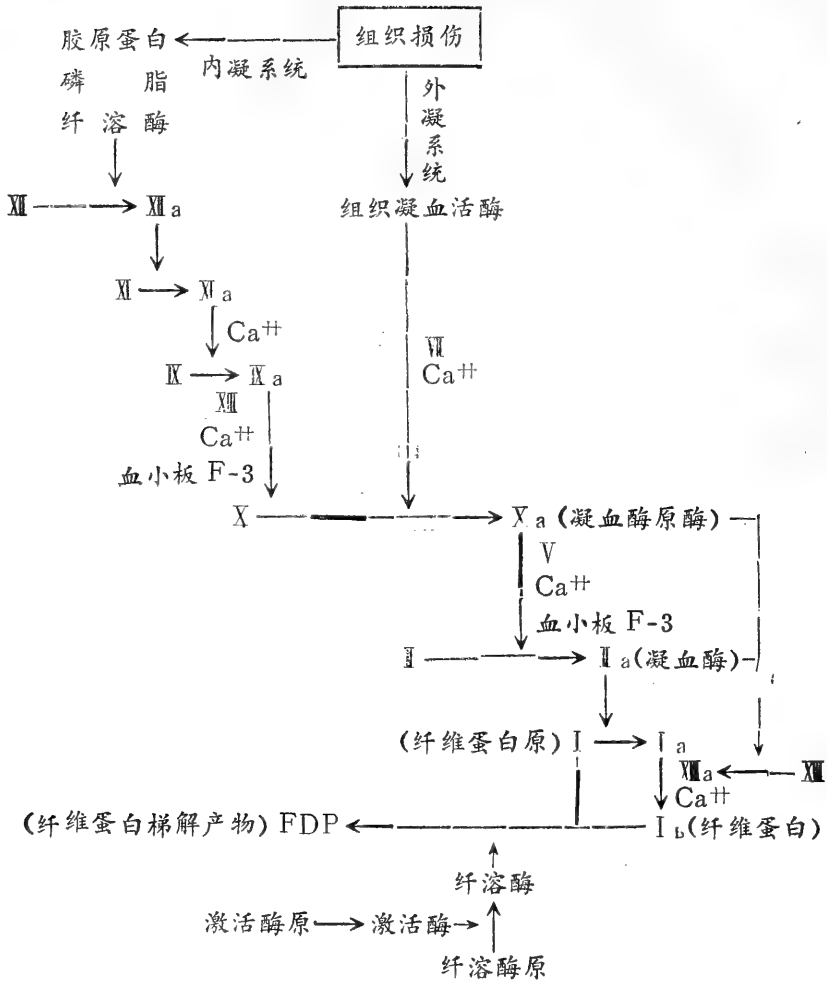 胶原蛋白 ← 组织损伤
内凝系统
磷 脂
纤溶酶
外凝系统
Ⅻ → Ⅻa
组织凝血活酶
Ⅺ → Ⅺa
Ca⁺⁺
Ⅸ → Ⅸa
Ⅶ
Ca⁺⁺
XIII
Ca⁺⁺
血小板 F-3
X → Xa (凝血酶原酶)
V
Ca⁺⁺
血小板 F-3
Ⅱ → Ⅱa(凝血酶)
(纤维蛋白原) I → Ia
XIIIa ← XIII
Ca⁺⁺
(纤维蛋白梯解产物) FDP ← Ib(纤维蛋白)
纤溶酶
激活酶原 → 激活酶 →
纤溶酶原